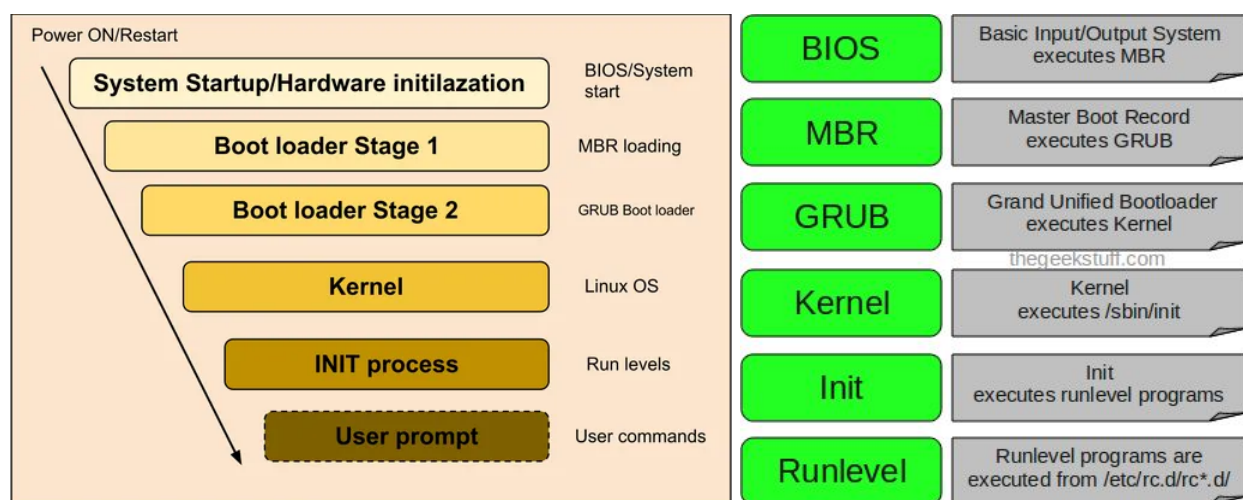 Power ON/Restart
System Startup/Hardware initilazation
BIOS/System
start
Boot loader Stage 1
MBR loading
Boot loader Stage 2
GRUB Boot loader
Kernel
Linux OS
INIT process
Run levels
User prompt
User commands
BIOS
Basic Input/Output System
executes MBR
MBR
Master Boot Record
executes GRUB
GRUB
Grand Unified Bootloader
executes Kernel
thegeekstuff.com
Kernel
Kernel
executes /sbin/init
Init
Init
executes runlevel programs
Runlevel
Runlevel programs are
executed from /etc/rc.d/rc*.d/